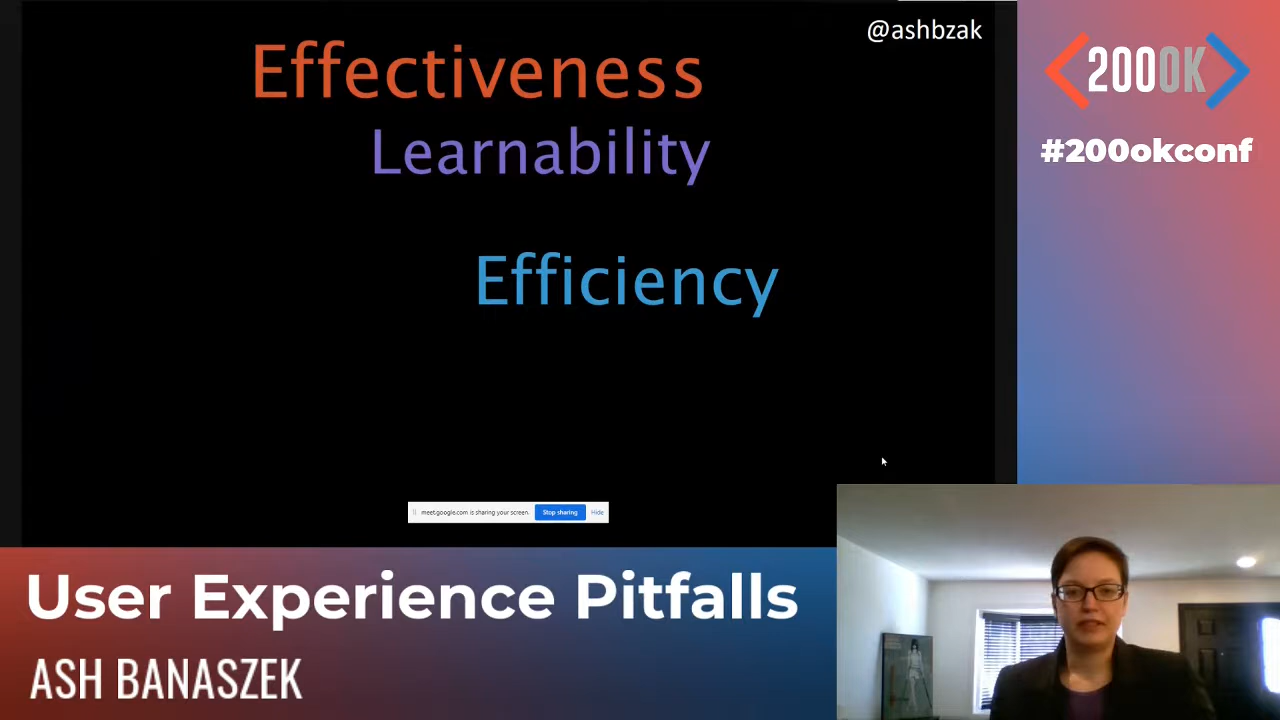 @ashbzak
Effectiveness
Learnability
Efficiency
200OK
#200okconf
meet.google.com is sharing your screen.
Stop sharing
Hide
User Experience Pitfalls
ASH BANASZEK